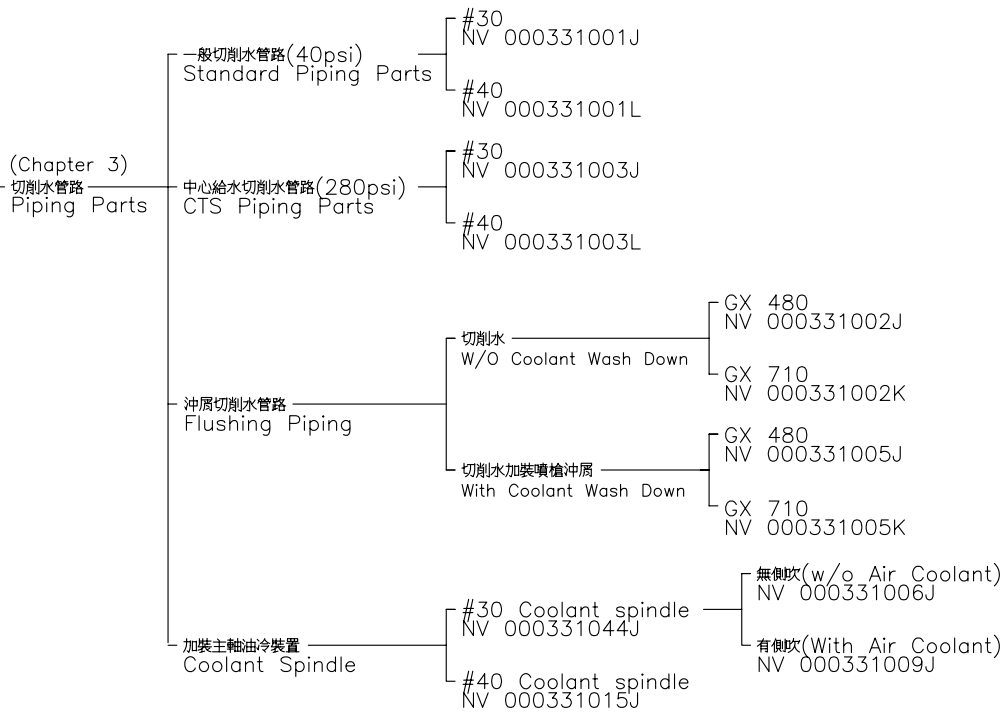 (Chapter 3)
切削水管路
Piping Parts
一般切削水管路(40psi)
Standard Piping Parts
#30
NV 000331001J
#40
NV 000331001L
中心給水切削水管路(280psi)
CTS Piping Parts
#30
NV 000331003J
#40
NV 000331003L
沖屑切削水管路
Flushing Piping
切削水
W/O Coolant Wash Down
GX 480
NV 000331002J
GX 710
NV 000331002K
切削水加裝噴槍沖屑
With Coolant Wash Down
GX 480
NV 000331005J
GX 710
NV 000331005K
加裝主軸油冷裝置
Coolant Spindle
#30 Coolant spindle
NV 000331044J
無側吹(w/o Air Coolant)
NV 000331006J
有側吹(With Air Coolant)
NV 000331009J
#40 Coolant spindle
NV 000331015J